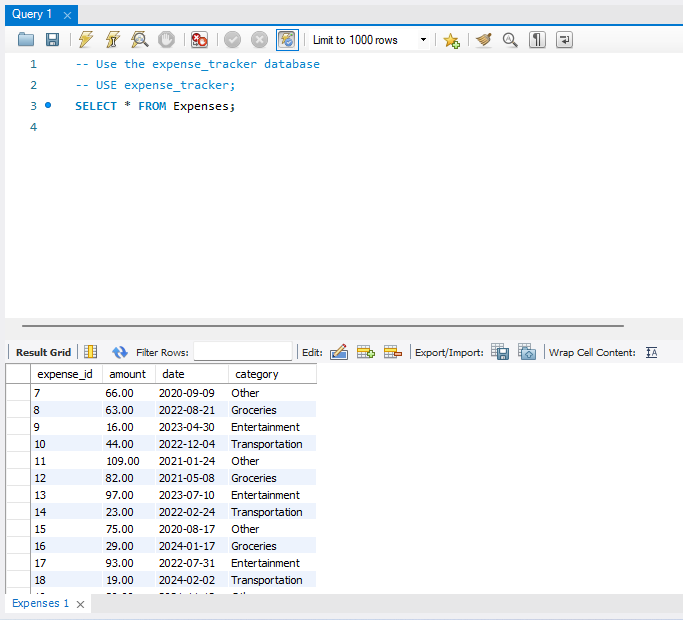 Query 1
Limit to 1000 rows
1 -- Use the expense_tracker database
2 -- USE expense_tracker;
3 SELECT * FROM Expenses;
4
Result Grid Filter Rows: Edit: Export/Import: Wrap Cell Content:
expense_id amount date category
7 66.00 2020-09-09 Other
8 63.00 2022-08-21 Groceries
9 16.00 2023-04-30 Entertainment
10 44.00 2022-12-04 Transportation
11 109.00 2021-01-24 Other
12 82.00 2021-05-08 Groceries
13 97.00 2023-07-10 Entertainment
14 23.00 2022-02-24 Transportation
15 75.00 2020-08-17 Other
16 29.00 2024-01-17 Groceries
17 93.00 2022-07-31 Entertainment
18 19.00 2024-02-02 Transportation
Expenses 1